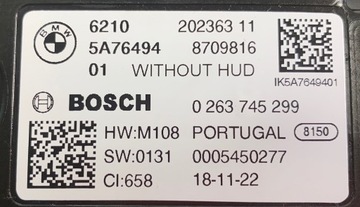 BMW
6210 202363 11
5A76494 8709816
01 WITHOUT HUD
IK5A7649401
BOSCH 0 263 745 299
HW:M108 PORTUGAL 8150
SW:0131 0005450277
CI:658 18-11-22